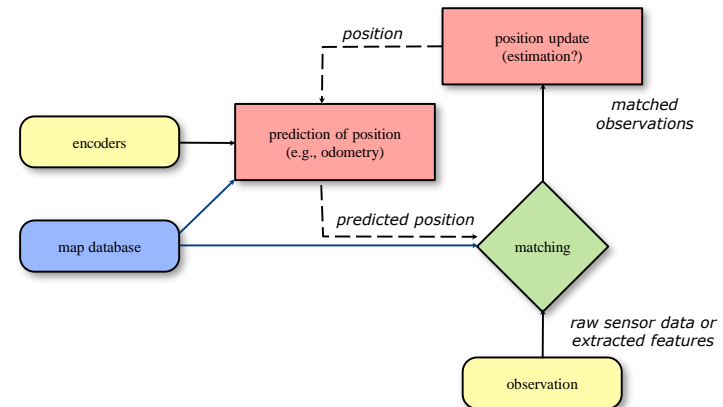 position
position update
(estimation?)
matched
observations
encoders
prediction of position
(e.g., odometry)
predicted position
map database
matching
raw sensor data or
extracted features
observation